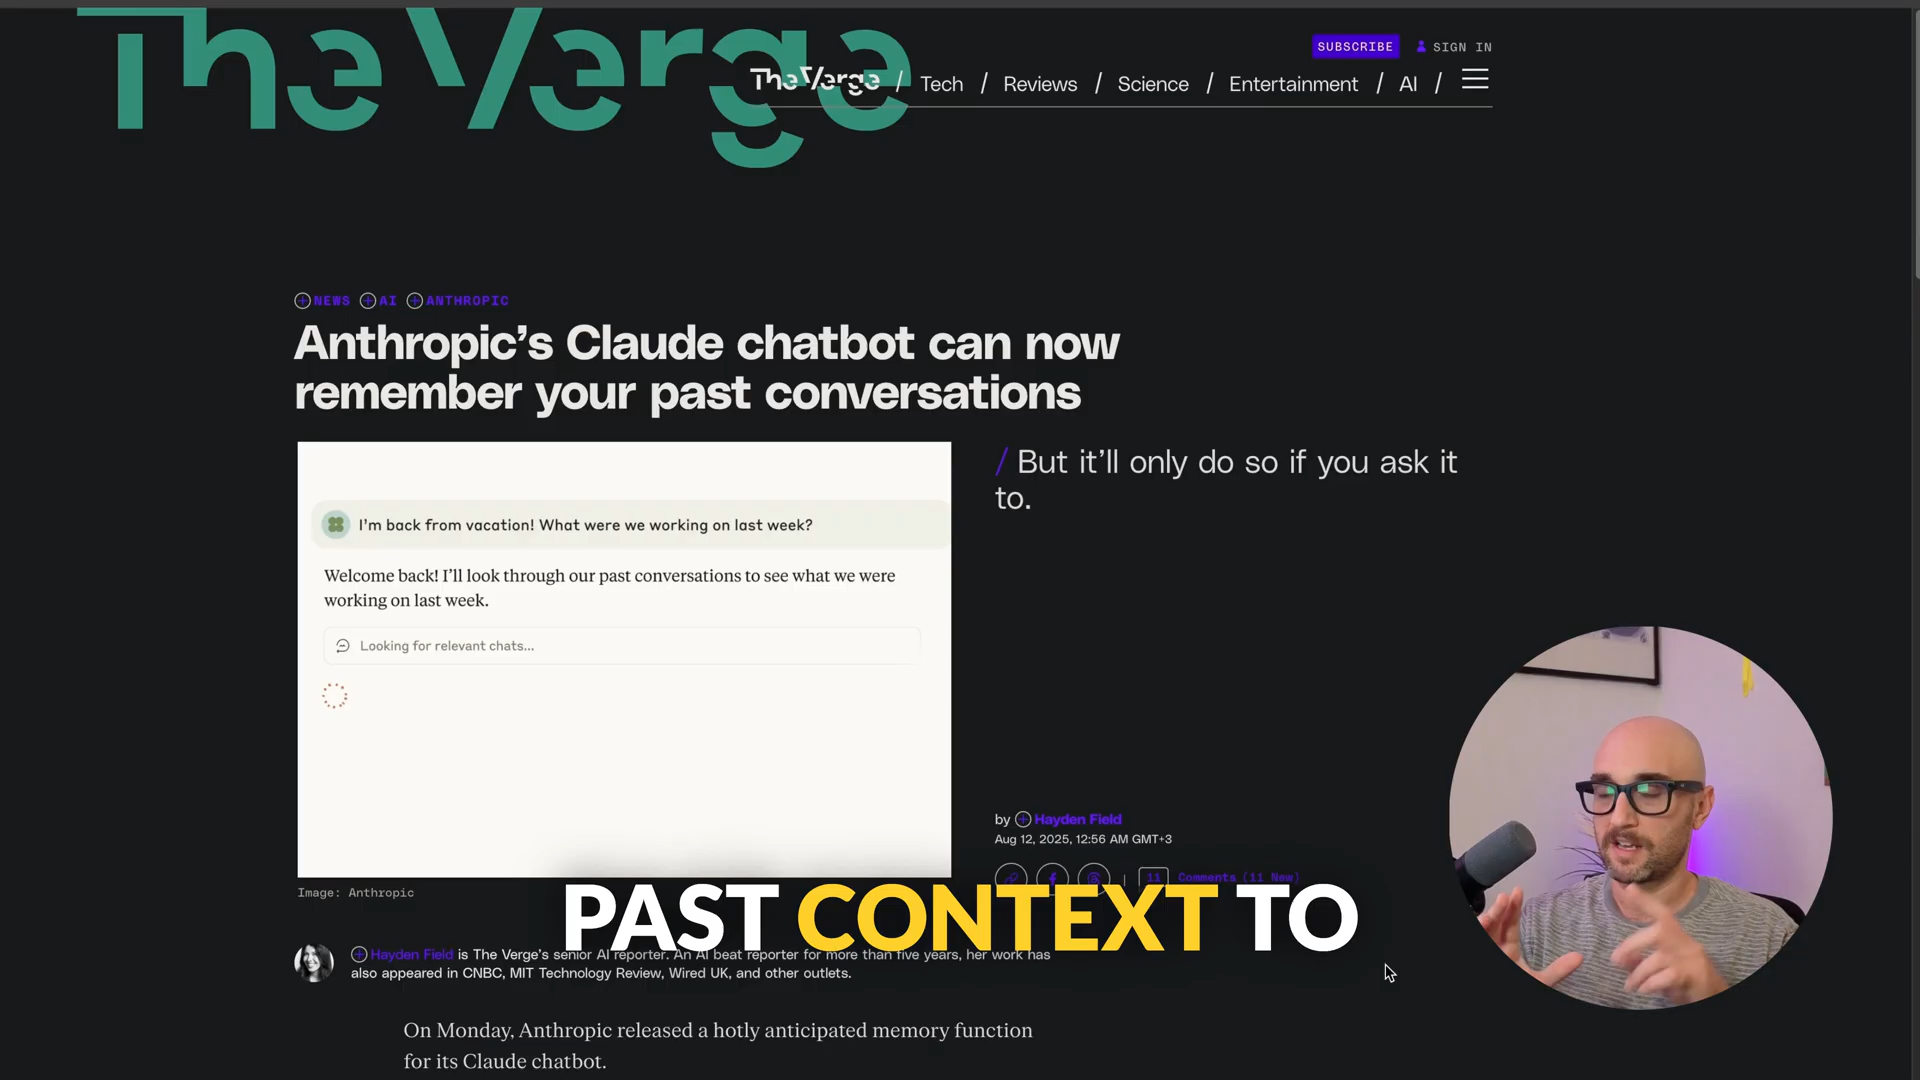 The Verge
SUBSCRIBE SIGN IN
The Verge / Tech / Reviews / Science / Entertainment / AI /
NEWS AI ANTHROPIC
Anthropic’s Claude chatbot can now
remember your past conversations
/ But it’ll only do so if you ask it
to.
I’m back from vacation! What were we working on last week?
Welcome back! I’ll look through our past conversations to see what we were
working on last week.
Looking for relevant chats...
by Hayden Field
Aug 12, 2025, 12:56 AM GMT+3
11 Comments (11 New)
Image: Anthropic
PAST CONTEXT TO
Hayden Field is The Verge’s senior AI reporter. An AI beat reporter for more than five years, her work has
also appeared in CNBC, MIT Technology Review, Wired UK, and other outlets.
On Monday, Anthropic released a hotly anticipated memory function
for its Claude chatbot.